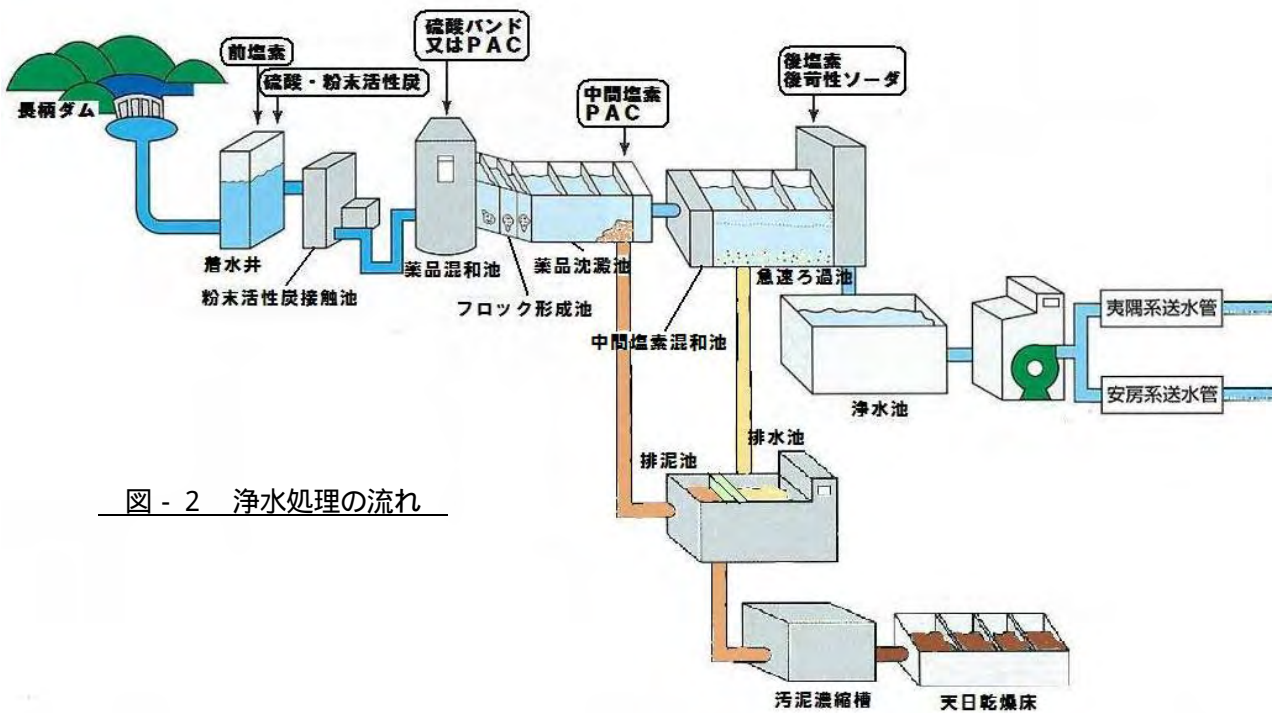 硫酸バンド
又はPAC
前塩素
硫酸・粉末活性炭
後塩素
後苛性ソーダ
中間塩素
PAC
長柄ダム
着水井
粉末活性炭接触池
薬品混和池
フロック形成池
薬品沈澱池
中間塩素混和池
急速ろ過池
浄水池
夷隅系送水管
安房系送水管
排泥池
排水池
図-2 浄水処理の流れ
汚泥濃縮槽
天日乾燥床